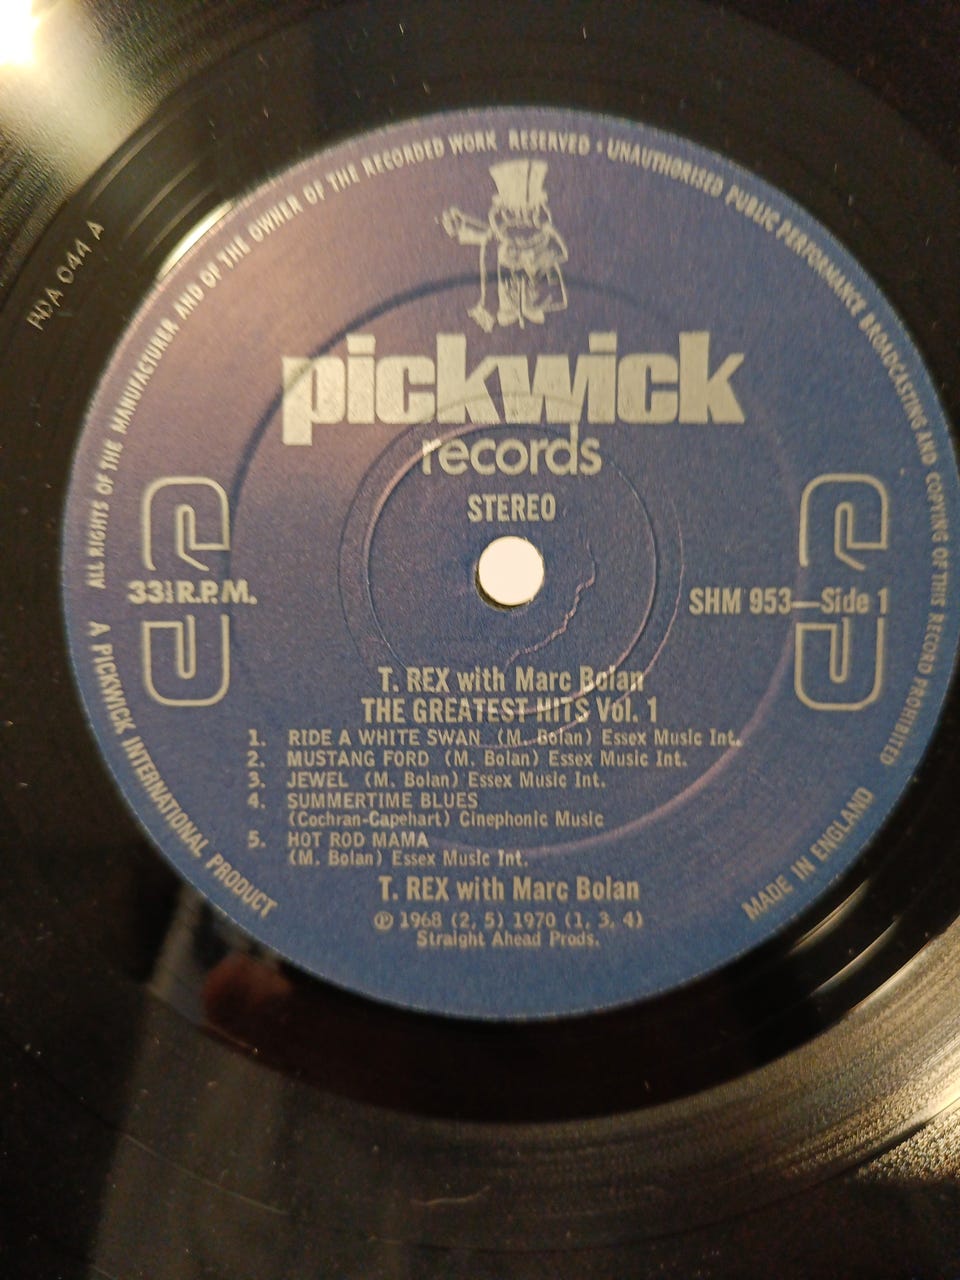 ALL RIGHTS OF THE MANUFACTURER AND OF THE OWNER OF THE RECORDED WORK RESERVED • UNAUTHORISED PUBLIC PERFORMANCE BROADCASTING AND COPYING OF THIS RECORD PROHIBITED
044 A
pickwick
records
STEREO
33⅓ R.P.M.
SHM 953—Side 1
T. REX with Marc Bolan
THE GREATEST HITS Vol. 1
1. RIDE A WHITE SWAN (M. Bolan) Essex Music Int.
2. MUSTANG FORD (M. Bolan) Essex Music Int.
3. JEWEL (M. Bolan) Essex Music Int.
4. SUMMERTIME BLUES
(Cochran-Capehart) Cinephonic Music
5. HOT ROD MAMA
(M. Bolan) Essex Music Int.
T. REX with Marc Bolan
℗ 1968 (2, 5) 1970 (1, 3, 4)
Straight Ahead Prods.
A PICKWICK INTERNATIONAL PRODUCT
MADE IN ENGLAND